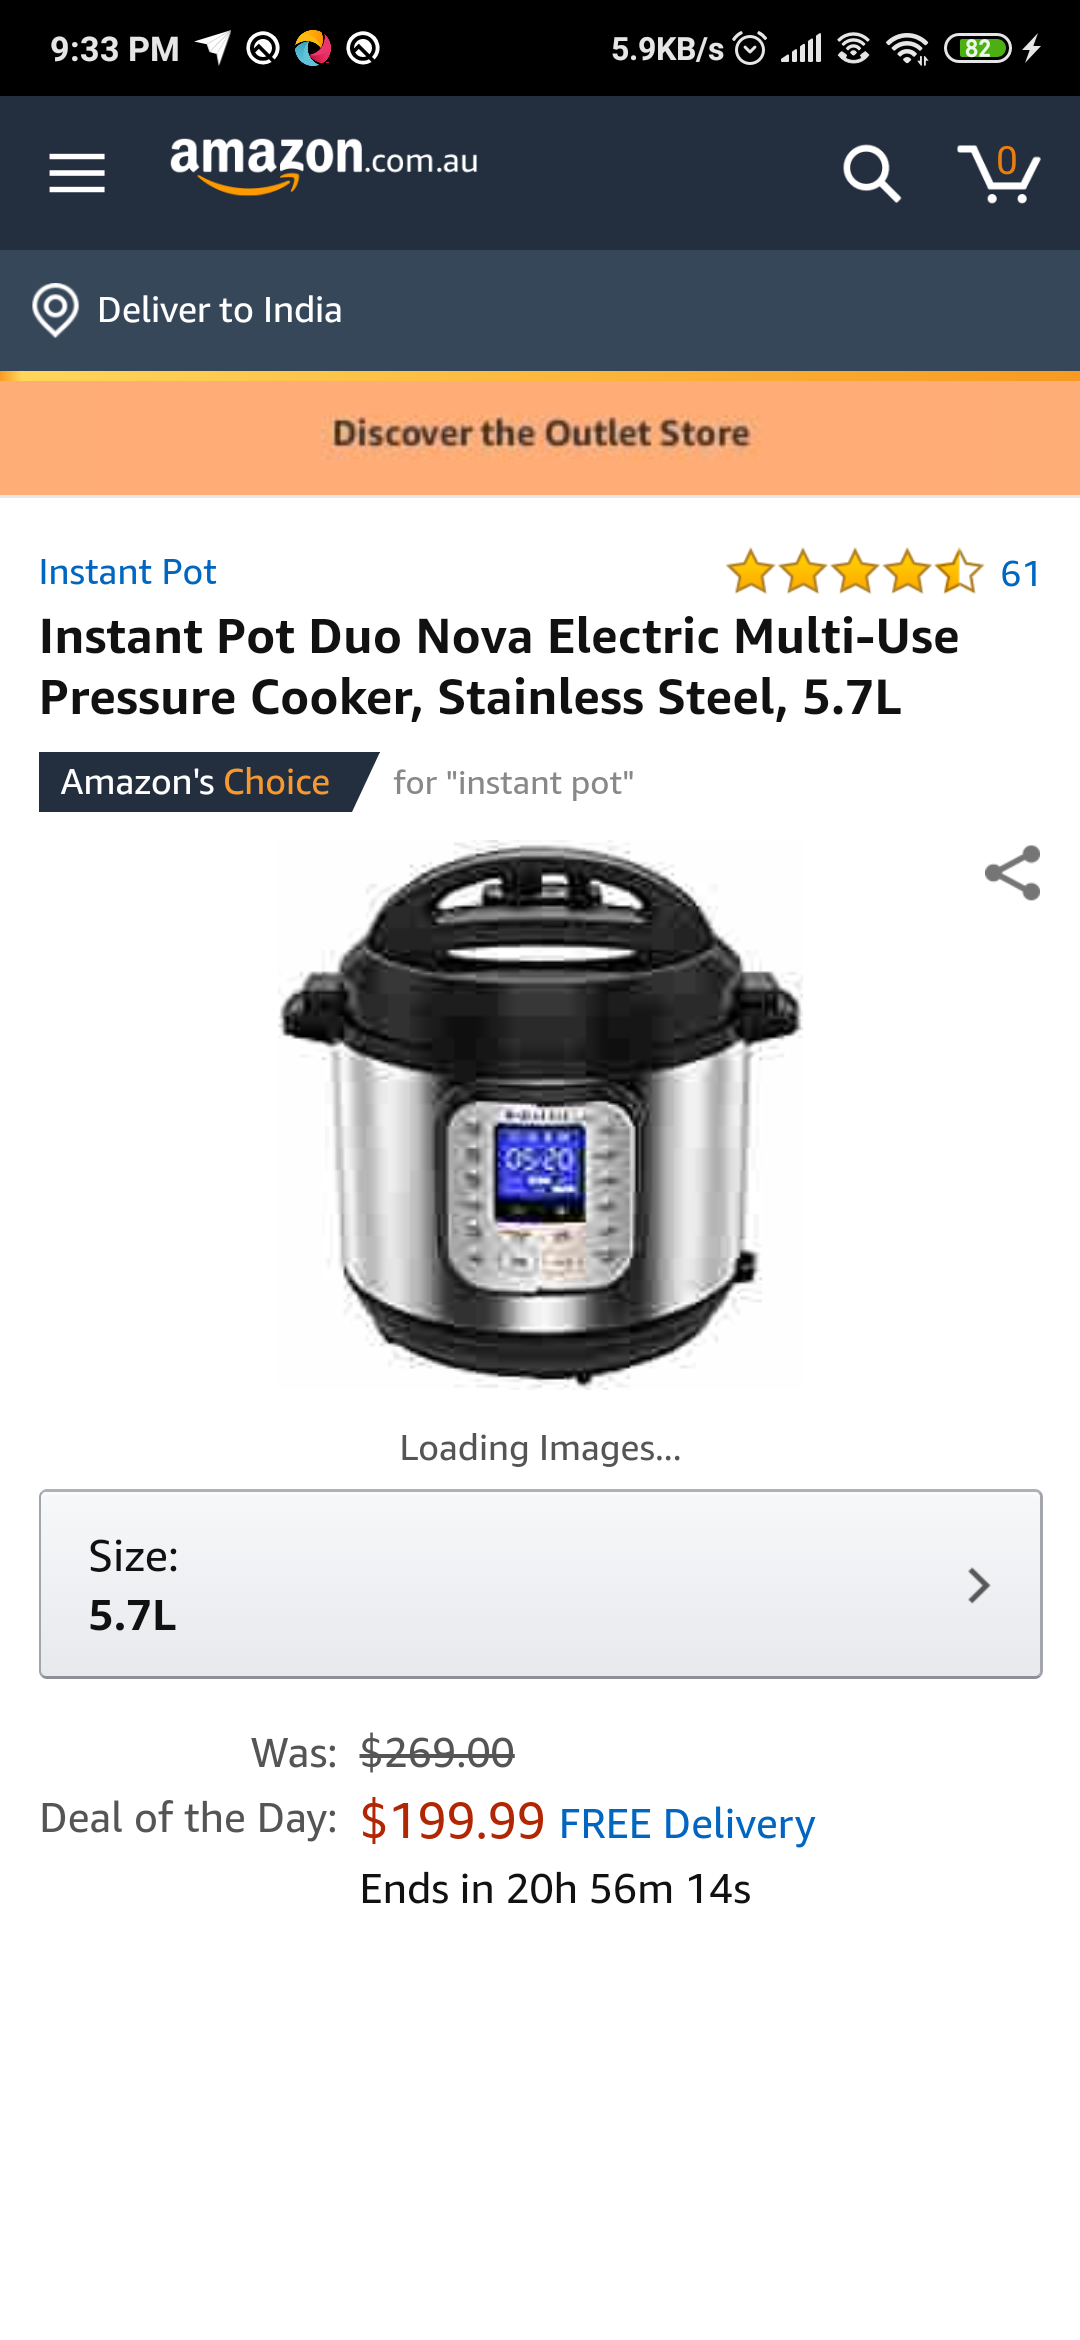 9:33 PM
5.9KB/s
82
amazon.com.au
0
Deliver to India
Discover the Outlet Store
Instant Pot
61
Instant Pot Duo Nova Electric Multi-Use
Pressure Cooker, Stainless Steel, 5.7L
Amazon's Choice for "instant pot"
05:20
Loading Images...
Size:
5.7L
Was: $269.00
Deal of the Day: $199.99 FREE Delivery
Ends in 20h 56m 14s